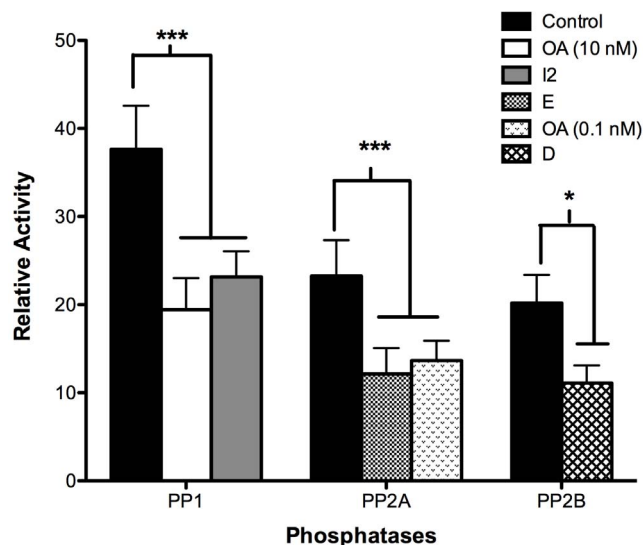 Control
OA (10 nM)
I2
E
OA (0.1 nM)
D
50
40
30
20
10
0
Relative Activity
***
***
*
PP1
PP2A
PP2B
Phosphatases